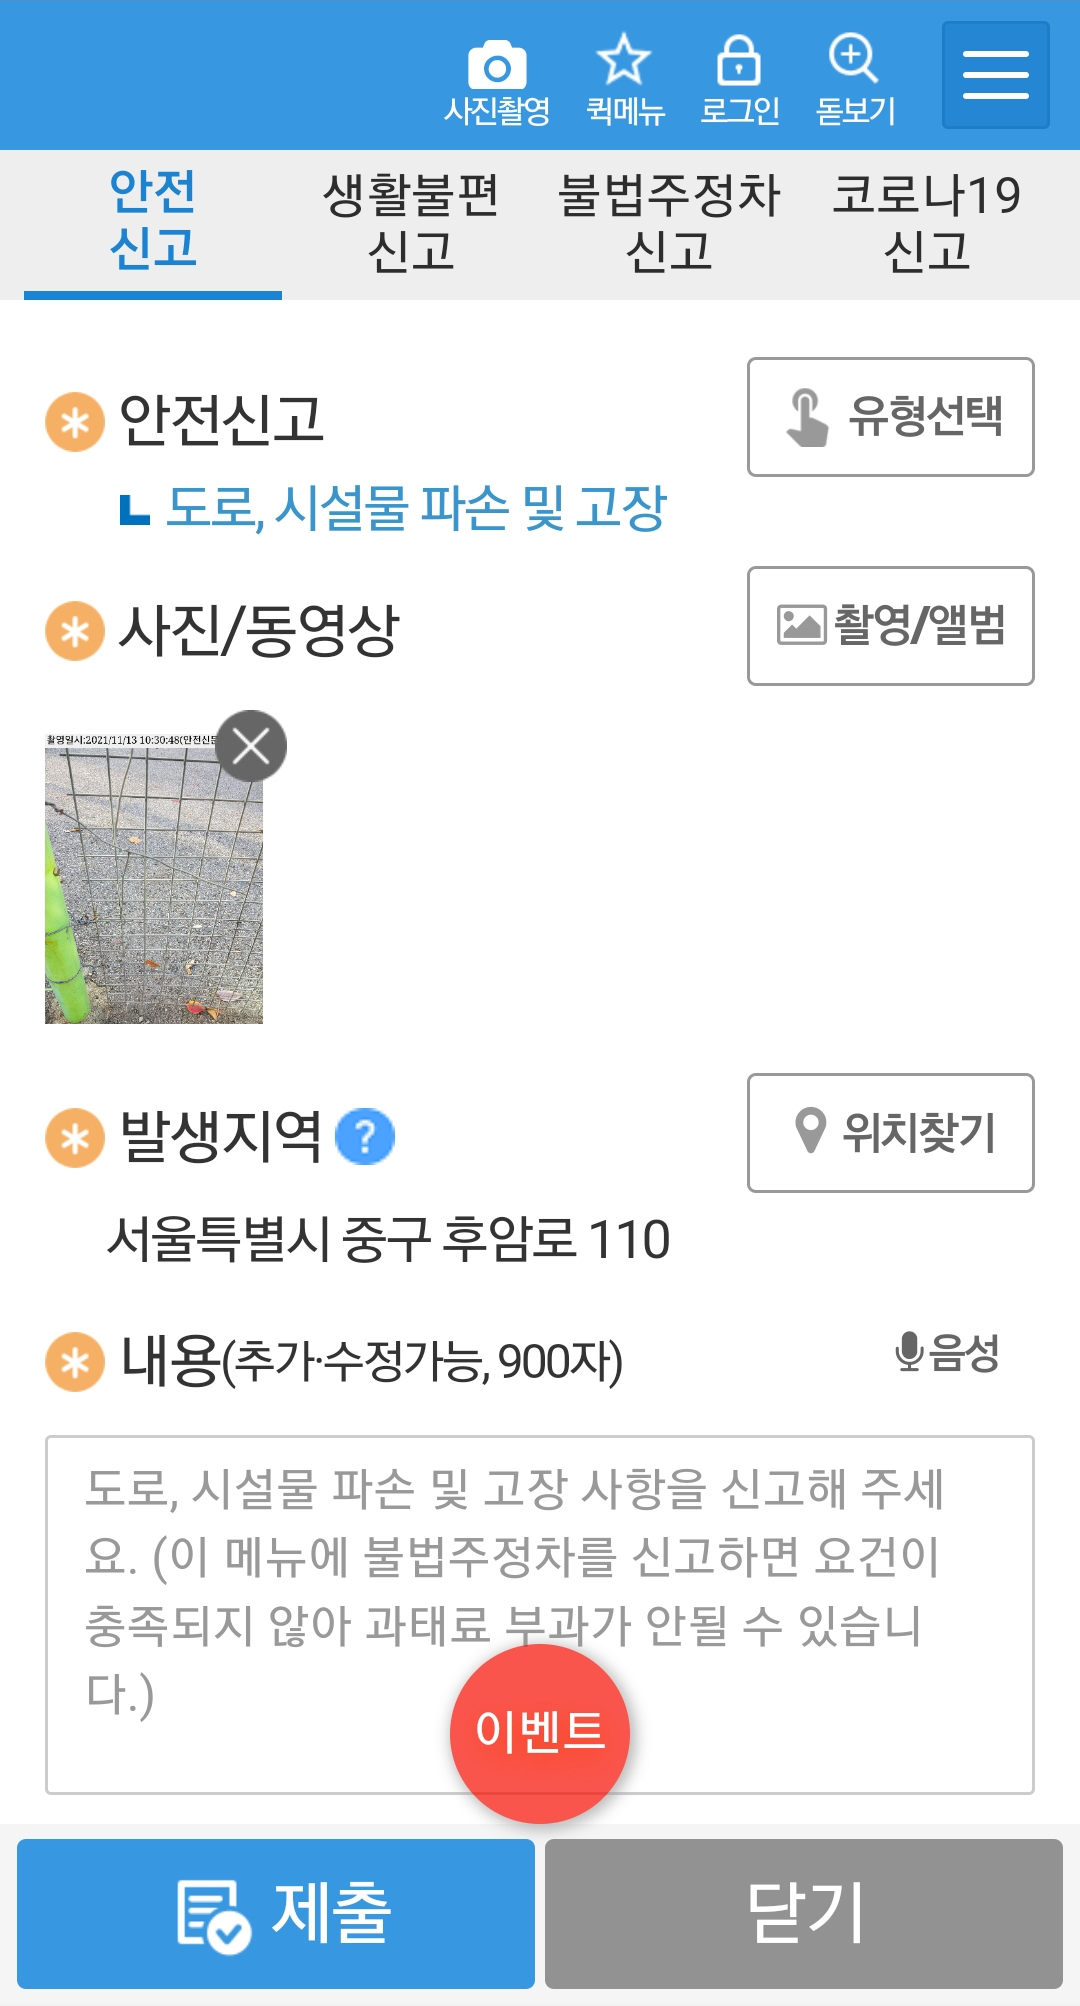 사진촬영 퀵메뉴 로그인 돋보기
안전 생활불편 불법주정차 코로나19
신고 신고 신고 신고
안전신고 유형선택
도로, 시설물 파손 및 고장
사진/동영상 촬영/앨범
촬영일시:2021/11/13 10:30:48(안전신문
발생지역 ? 위치찾기
서울특별시 중구 후암로 110
내용(추가·수정가능, 900자) 음성
도로, 시설물 파손 및 고장 사항을 신고해 주세
요. (이 메뉴에 불법주정차를 신고하면 요건이
충족되지 않아 과태료 부과가 안될 수 있습니
다.)
이벤트
제출 닫기